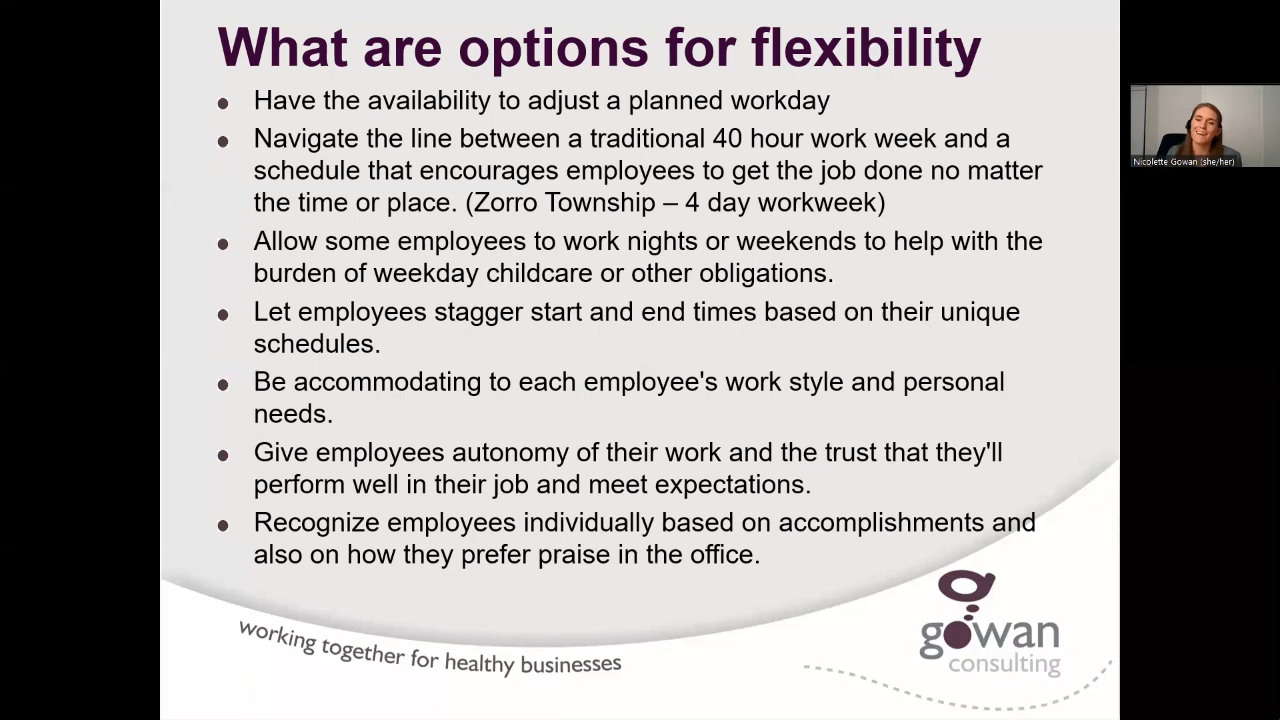 What are options for flexibility
• Have the availability to adjust a planned workday
• Navigate the line between a traditional 40 hour work week and a
schedule that encourages employees to get the job done no matter
the time or place. (Zorro Township – 4 day workweek)
• Allow some employees to work nights or weekends to help with the
burden of weekday childcare or other obligations.
• Let employees stagger start and end times based on their unique
schedules.
• Be accommodating to each employee's work style and personal
needs.
• Give employees autonomy of their work and the trust that they'll
perform well in their job and meet expectations.
• Recognize employees individually based on accomplishments and
also on how they prefer praise in the office.
working together for healthy businesses
gowan
consulting
Nicolette Gowan (she/her)